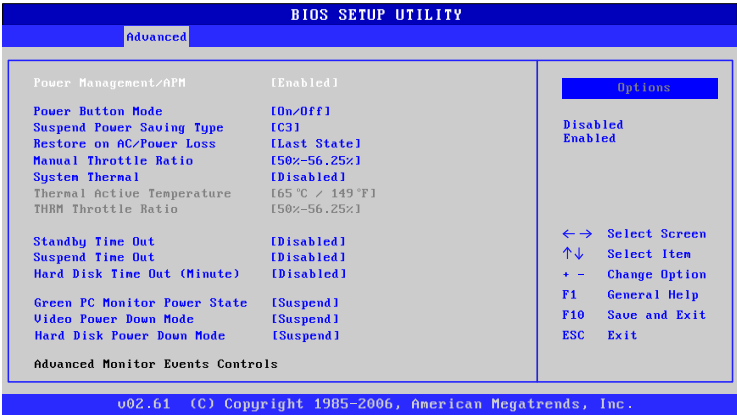 BIOS SETUP UTILITY
Advanced
Power Management/APM [Enabled]
Power Button Mode [On/Off]
Suspend Power Saving Type [C3]
Restore on AC/Power Loss [Last State]
Manual Throttle Ratio [50%-56.25%]
System Thermal [Disabled]
Thermal Active Temperature [65°C / 149°F]
THRM Throttle Ratio [50%-56.25%]
Standby Time Out [Disabled]
Suspend Time Out [Disabled]
Hard Disk Time Out (Minute) [Disabled]
Green PC Monitor Power State [Suspend]
Video Power Down Mode [Suspend]
Hard Disk Power Down Mode [Suspend]
Advanced Monitor Events Controls
Options
Disabled
Enabled
←→ Select Screen
↑↓ Select Item
+ - Change Option
F1 General Help
F10 Save and Exit
ESC Exit
v02.61 (C) Copyright 1985-2006, American Megatrends, Inc.